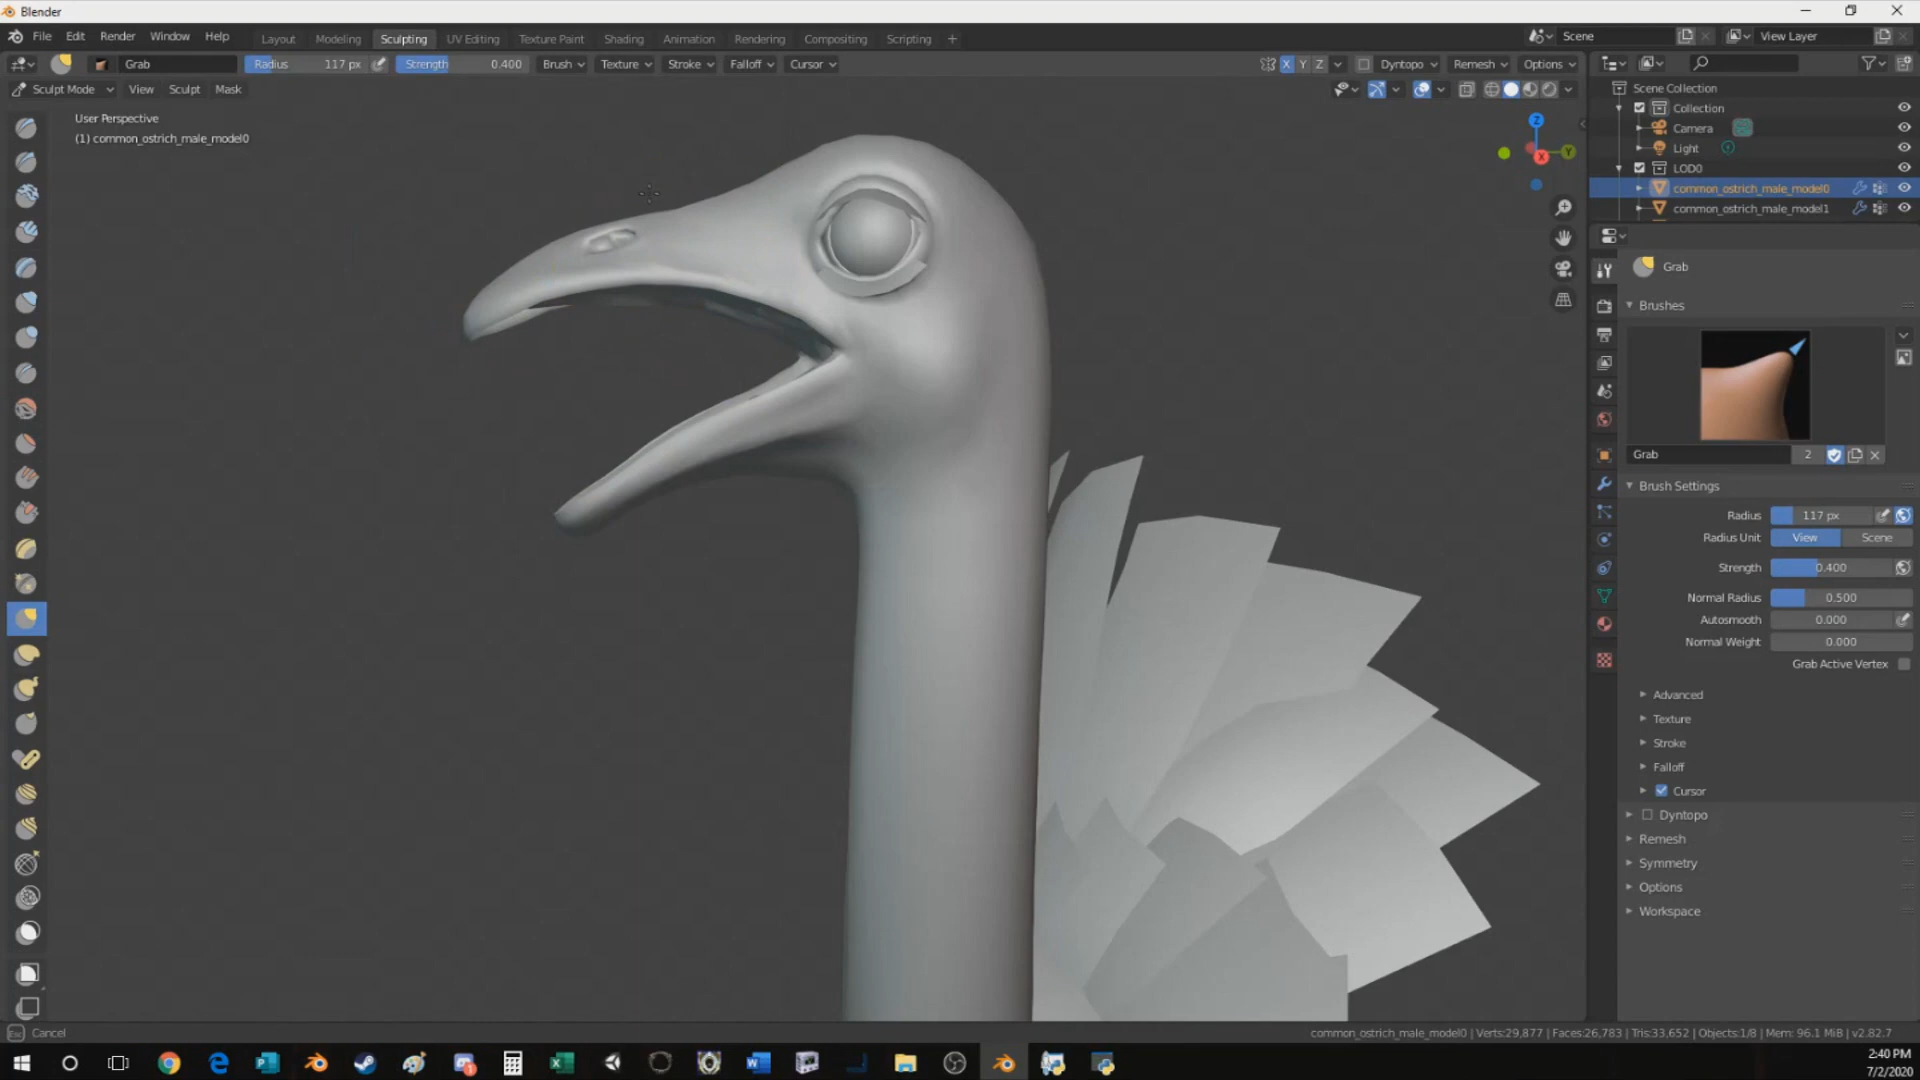 Blender
File Edit Render Window Help
Layout Modeling Sculpting UV Editing Texture Paint Shading Animation Rendering Compositing Scripting +
Scene View Layer
Grab Radius 117 px Strength 0.400 Brush Texture Stroke Falloff Cursor
X Y Z Dyntopo Remesh Options
Sculpt Mode View Sculpt Mask
User Perspective
(1) common_ostrich_male_model0
Z
Y
X
Scene Collection
Collection
Camera
Light
LOD0
common_ostrich_male_model0
common_ostrich_male_model1
Grab
Brushes
Grab 2
Brush Settings
Radius 117 px
Radius Unit View Scene
Strength 0.400
Normal Radius 0.500
Autosmooth 0.000
Normal Weight 0.000
Grab Active Vertex
Advanced
Texture
Stroke
Falloff
Cursor
Dyntopo
Remesh
Symmetry
Options
Workspace
Esc Cancel
common_ostrich_male_model0 | Verts:29,877 | Faces:26,783 | Tris:33,652 | Objects:1/8 | Mem: 96.1 MiB | v2.82.7
2:40 PM
7/2/2020